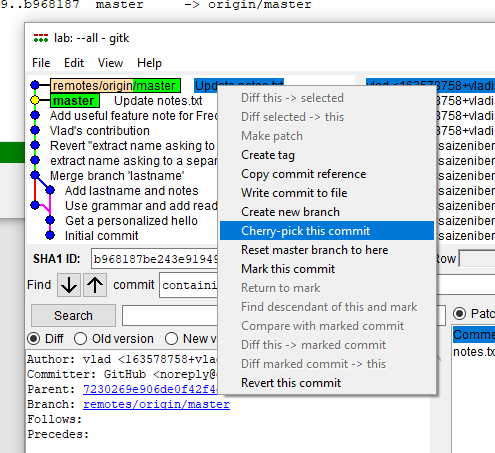 9..b968187 master -> origin/master
lab: --all - gitk
File Edit View Help
remotes/origin/master Update notes.txt vlad <163578758+vladis
master Update notes.txt
Add useful feature note for Fred
Vlad's contribution
Revert "extract name asking to
extract name asking to a separ
Merge branch 'lastname'
Add lastname and notes
Use grammar and add read
Get a personalized hello
Initial commit
Diff this -> selected
Diff selected -> this
Make patch
Create tag
Copy commit reference
Write commit to file
Create new branch
Cherry-pick this commit
Reset master branch to here
Mark this commit
Return to mark
Find descendant of this and mark
Compare with marked commit
Diff this -> marked commit
Diff marked commit -> this
Revert this commit
SHA1 ID: b968187be243e91949 Row
Find commit containi
Search
Diff Old version New v Patc
Author: vlad <163578758+vla
Committer: GitHub <noreply@
Parent: 7230269e906de0f42f4
Branch: remotes/origin/master
Follows:
Precedes:
Comme
notes.tx